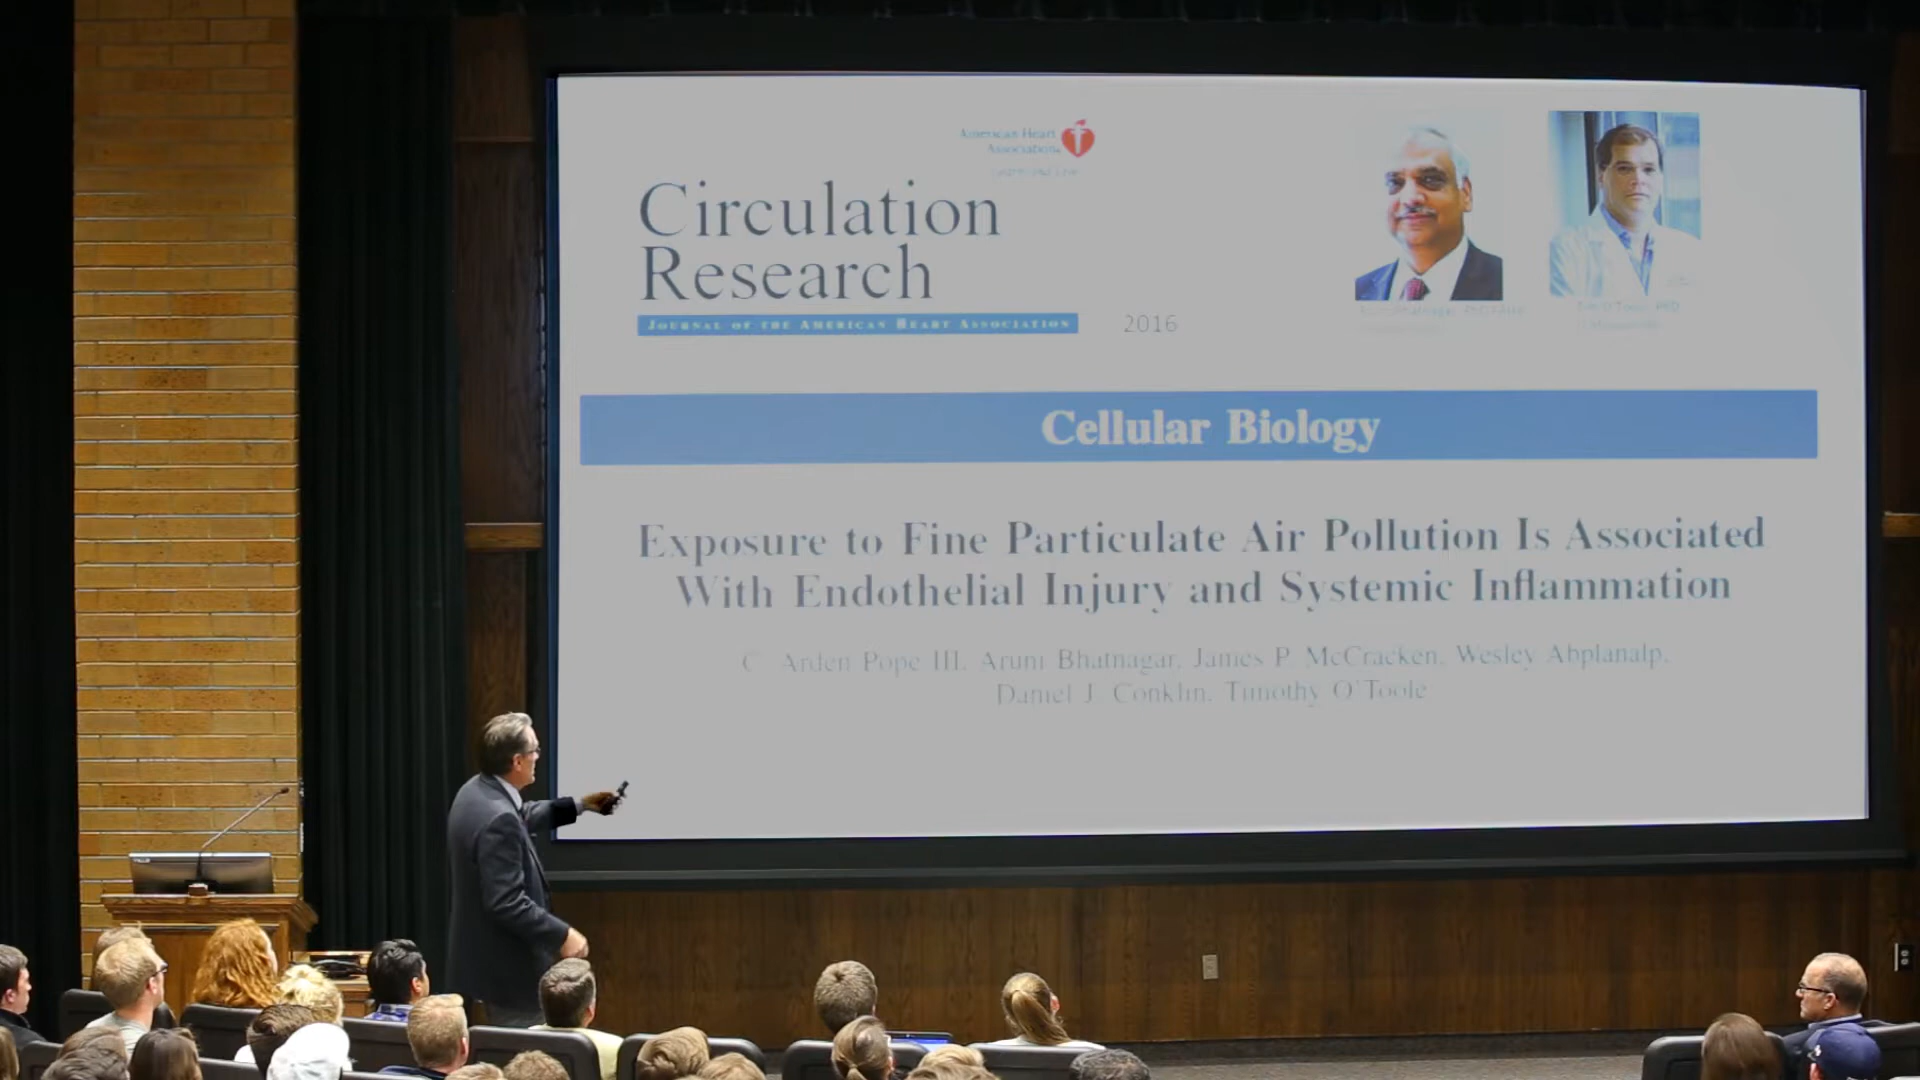 American Heart
Association
Circulation
Research
JOURNAL OF THE AMERICAN HEART ASSOCIATION
2016
Cellular Biology
Exposure to Fine Particulate Air Pollution Is Associated
With Endothelial Injury and Systemic Inflammation
C. Arden Pope III, Aruni Bhatnagar, James P. McCracken, Wesley Abplanalp,
Daniel J. Conklin, Timothy O'Toole